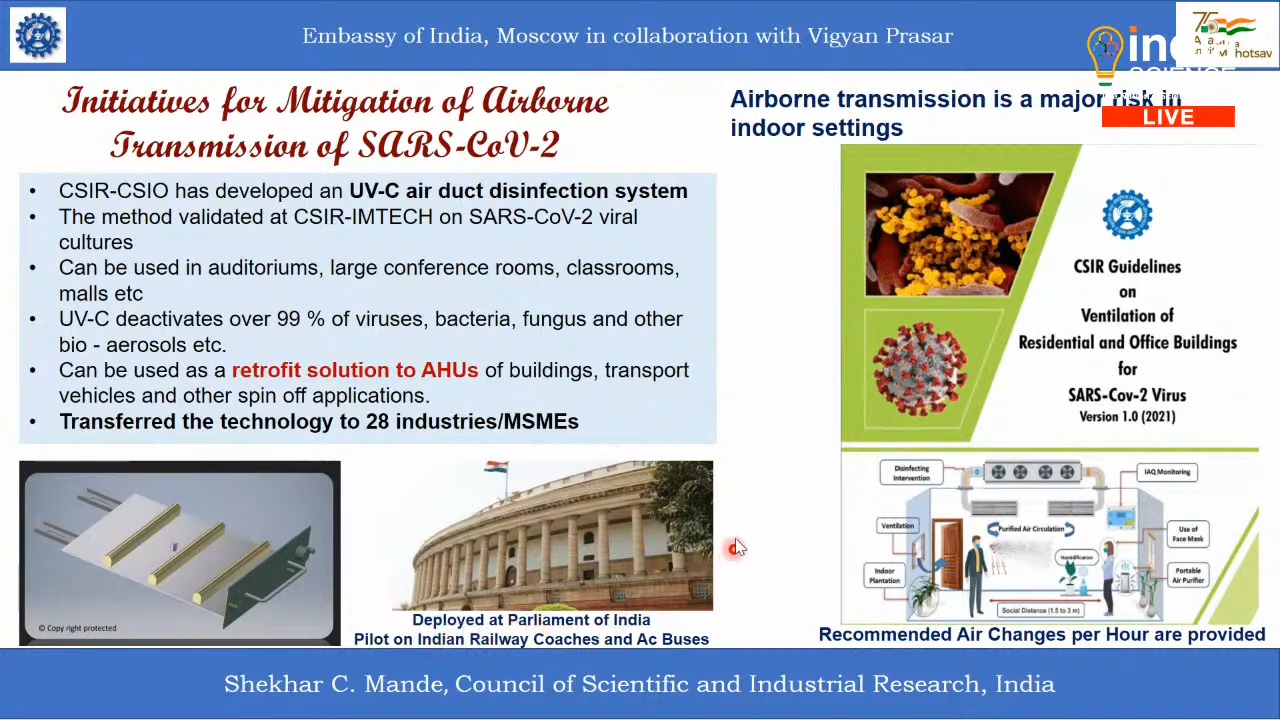 Embassy of India, Moscow in collaboration with Vigyan Prasar
LIVE
Initiatives for Mitigation of Airborne
Transmission of SARS-CoV-2
• CSIR-CSIO has developed an UV-C air duct disinfection system
• The method validated at CSIR-IMTECH on SARS-CoV-2 viral
cultures
• Can be used in auditoriums, large conference rooms, classrooms,
malls etc
• UV-C deactivates over 99 % of viruses, bacteria, fungus and other
bio - aerosols etc.
• Can be used as a retrofit solution to AHUs of buildings, transport
vehicles and other spin off applications.
• Transferred the technology to 28 industries/MSMEs
© Copy right protected
Deployed at Parliament of India
Pilot on Indian Railway Coaches and Ac Buses
Airborne transmission is a major risk in
indoor settings
CSIR Guidelines
on
Ventilation of
Residential and Office Buildings
for
SARS-Cov-2 Virus
Version 1.0 (2021)
Disinfecting
Intervention
IAQ Monitoring
Ventilation
Purified Air Circulation
Use of
Face Mask
Humidification
Indoor
Plantation
Portable
Air Purifier
Social Distance (1.5 to 3 m)
Recommended Air Changes per Hour are provided
Shekhar C. Mande, Council of Scientific and Industrial Research, India